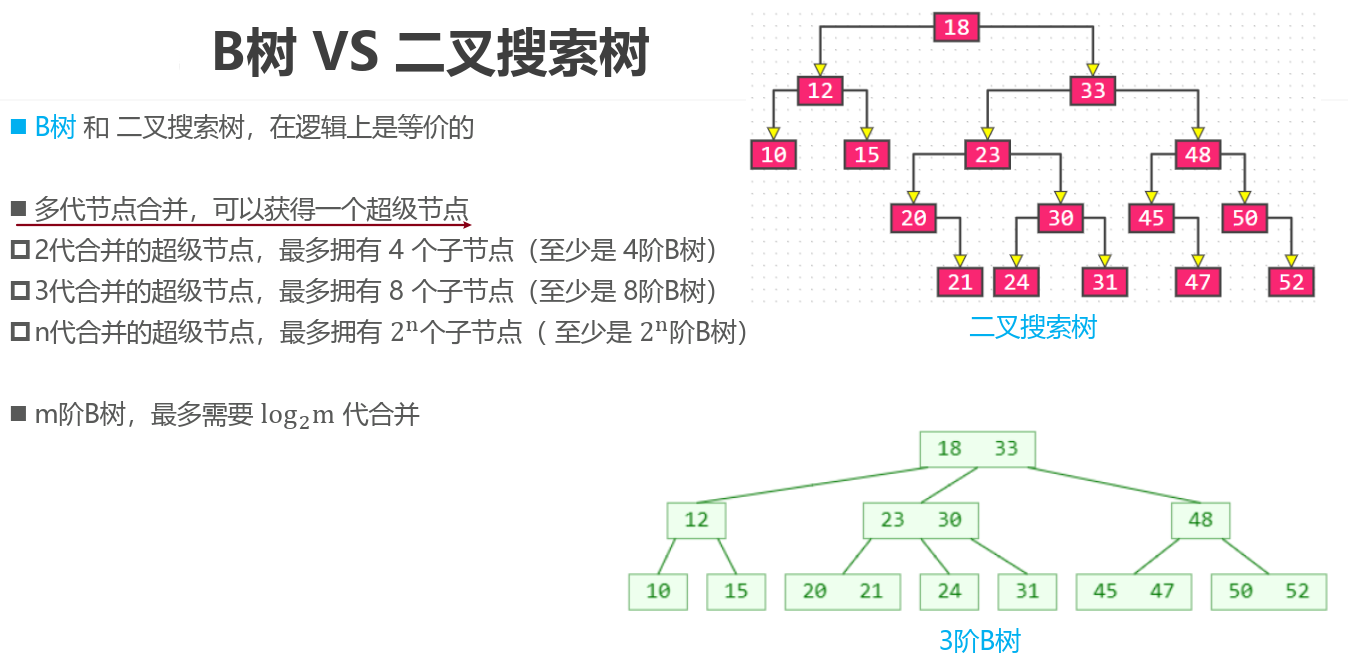 B树 VS 二叉搜索树
■ B树 和 二叉搜索树，在逻辑上是等价的
■ 多代节点合并，可以获得一个超级节点
□ 2代合并的超级节点，最多拥有 4 个子节点（至少是 4阶B树）
□ 3代合并的超级节点，最多拥有 8 个子节点（至少是 8阶B树）
□ n代合并的超级节点，最多拥有 2ⁿ个子节点（ 至少是 2ⁿ阶B树）
■ m阶B树，最多需要 log₂m 代合并
18
12 33
10 15 23 48
20 30 45 50
21 24 31 47 52
二叉搜索树
18 33
12 23 30 48
10 15 20 21 24 31 45 47 50 52
3阶B树